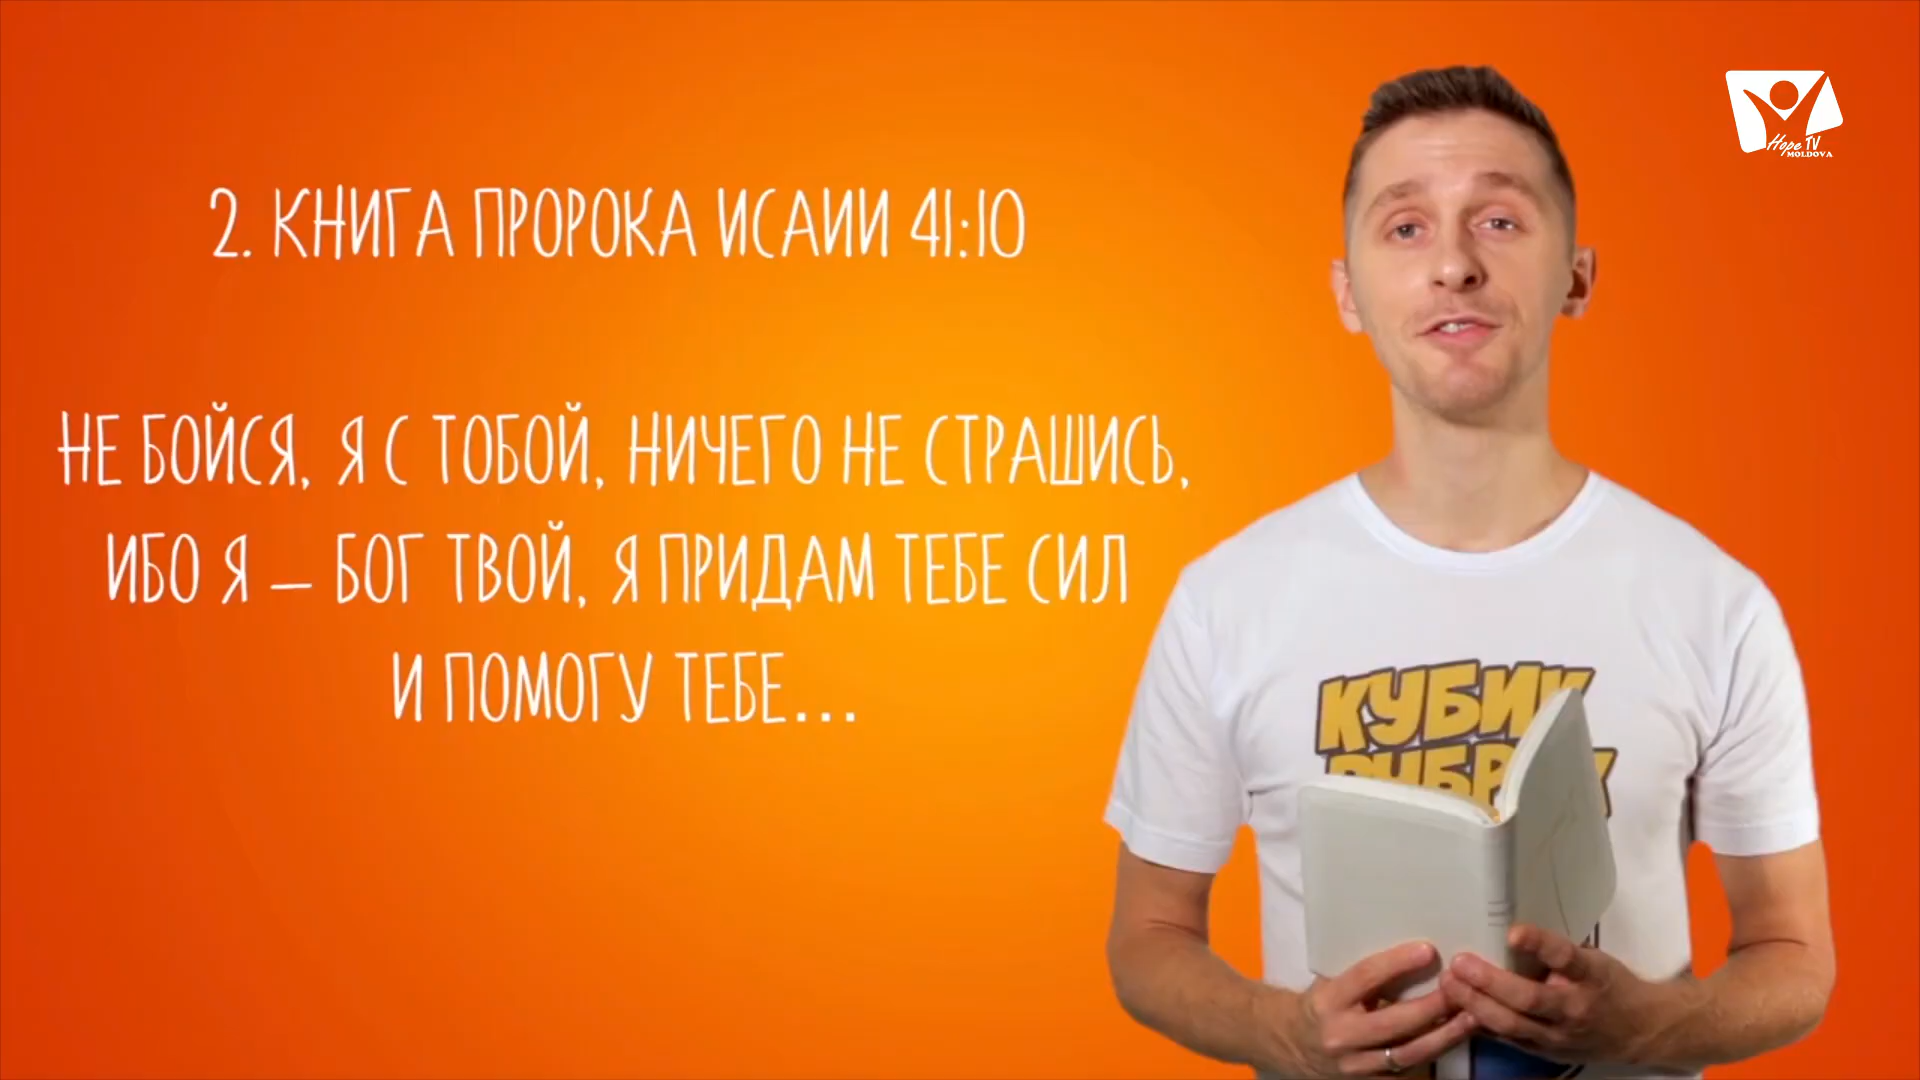 2. КНИГА ПРОРОКА ИСАИИ 41:10
НЕ БОЙСЯ, Я С ТОБОЙ, НИЧЕГО НЕ СТРАШИСЬ,
ИБО Я – БОГ ТВОЙ, Я ПРИДАМ ТЕБЕ СИЛ
И ПОМОГУ ТЕБЕ...
Hope TV
MOLDOVA
КУБИК